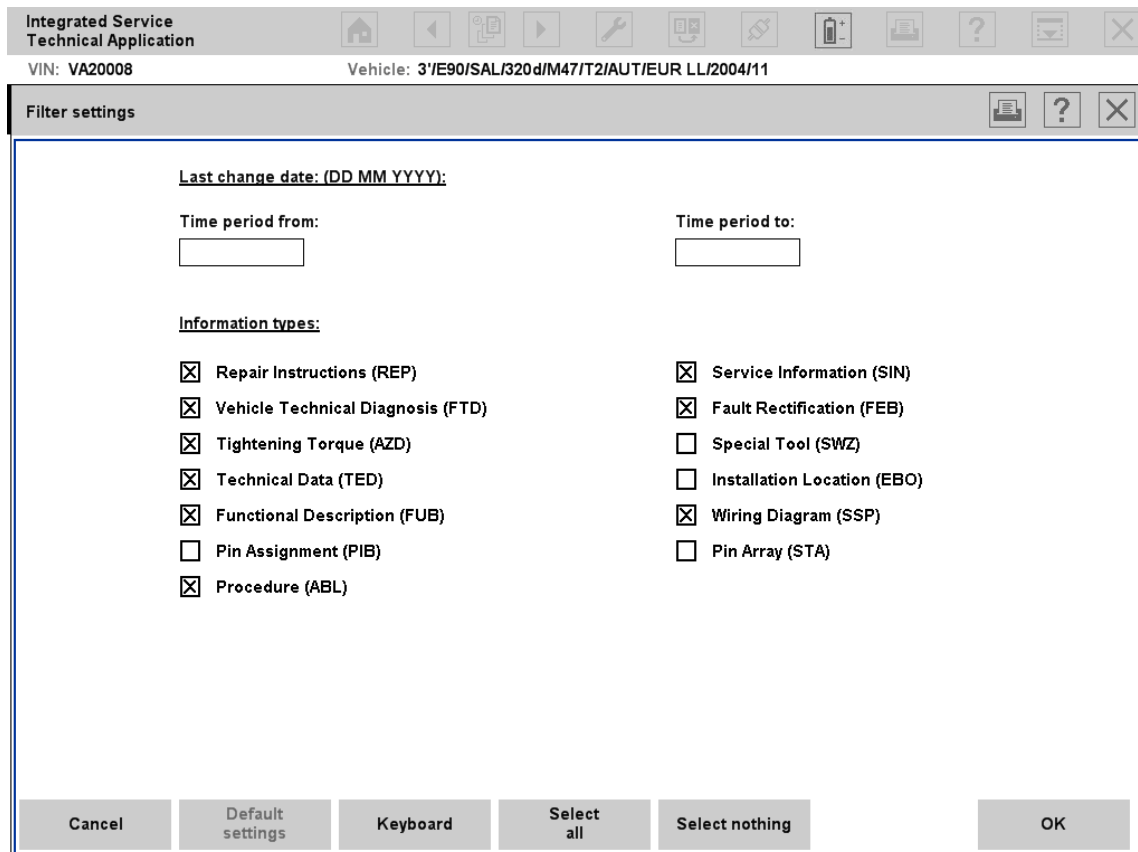 Integrated Service
Technical Application
VIN: VA20008 Vehicle: 3'/E90/SAL/320d/M47/T2/AUT/EUR LL/2004/11
Filter settings
Last change date: (DD MM YYYY):
Time period from: Time period to:
Information types:
Repair Instructions (REP) Service Information (SIN)
Vehicle Technical Diagnosis (FTD) Fault Rectification (FEB)
Tightening Torque (AZD) Special Tool (SWZ)
Technical Data (TED) Installation Location (EBO)
Functional Description (FUB) Wiring Diagram (SSP)
Pin Assignment (PIB) Pin Array (STA)
Procedure (ABL)
Cancel Default settings Keyboard Select all Select nothing OK